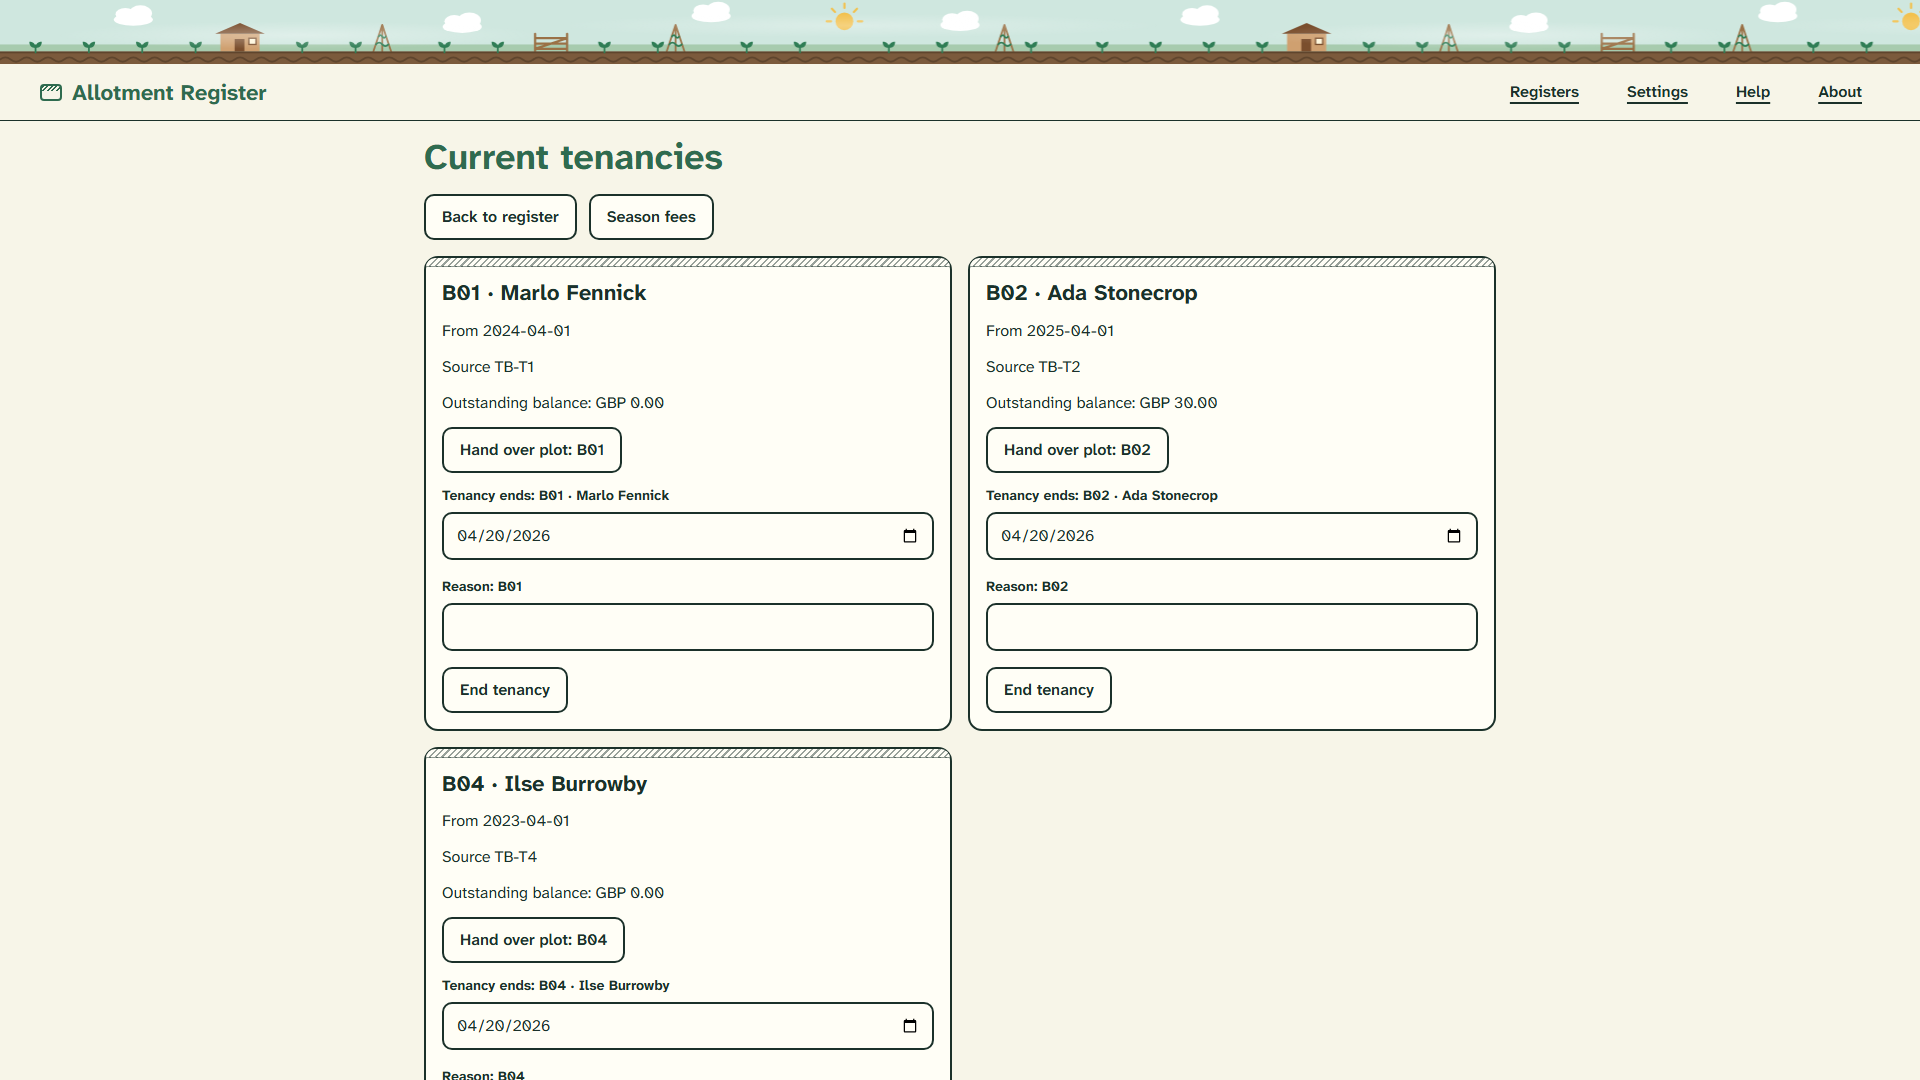 Allotment Register
Registers
Settings
Help
About
Current tenancies
Back to register
Season fees
B01 · Marlo Fennick
From 2024-04-01
Source TB-T1
Outstanding balance: GBP 0.00
Hand over plot: B01
Tenancy ends: B01 · Marlo Fennick
04/20/2026
Reason: B01
End tenancy
B02 · Ada Stonecrop
From 2025-04-01
Source TB-T2
Outstanding balance: GBP 30.00
Hand over plot: B02
Tenancy ends: B02 · Ada Stonecrop
04/20/2026
Reason: B02
End tenancy
B04 · Ilse Burrowby
From 2023-04-01
Source TB-T4
Outstanding balance: GBP 0.00
Hand over plot: B04
Tenancy ends: B04 · Ilse Burrowby
04/20/2026
Reason: B04